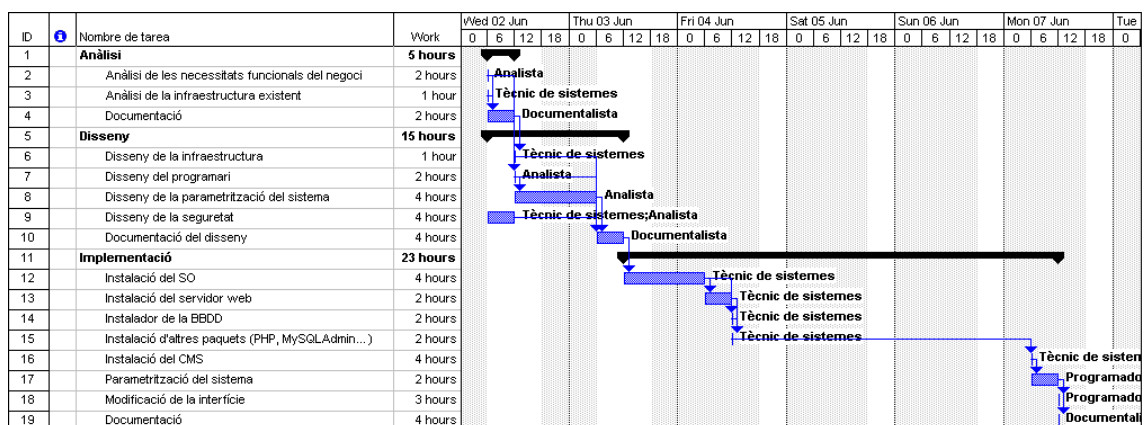 Wed 02 Jun Thu 03 Jun Fri 04 Jun Sat 05 Jun Sun 06 Jun Mon 07 Jun Tue
ID Nombre de tarea Work 0 6 12 18 0 6 12 18 0 6 12 18 0 6 12 18 0 6 12 18 0 6 12 18 0
1 Anàlisi 5 hours
2 Anàlisi de les necessitats funcionals del negoci 2 hours Analista
3 Anàlisi de la infraestructura existent 1 hour Tècnic de sistemes
4 Documentació 2 hours Documentalista
5 Disseny 15 hours
6 Disseny de la infraestructura 1 hour Tècnic de sistemes
7 Disseny del programari 2 hours Analista
8 Disseny de la parametrització del sistema 4 hours Analista
9 Disseny de la seguretat 4 hours Tècnic de sistemes;Analista
10 Documentació del disseny 4 hours Documentalista
11 Implementació 23 hours
12 Instalació del SO 4 hours Tècnic de sistemes
13 Instalació del servidor web 2 hours Tècnic de sistemes
14 Instalador de la BBDD 2 hours Tècnic de sistemes
15 Instalació d'altres paquets (PHP, MySQLAdmin...) 2 hours Tècnic de sistemes
16 Instalació del CMS 4 hours Tècnic de sistem
17 Parametrització del sistema 2 hours Programado
18 Modificació de la interfície 3 hours Programado
19 Documentació 4 hours Documentali